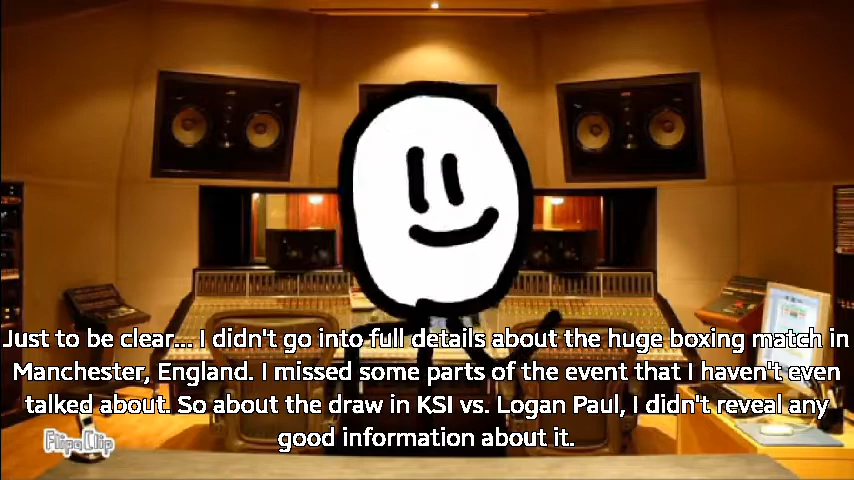 Just to be clear... I didn't go into full details about the huge boxing match in
Manchester, England. I missed some parts of the event that I haven't even
talked about. So about the draw in KSI vs. Logan Paul, I didn't reveal any
good information about it.
FlipaClip